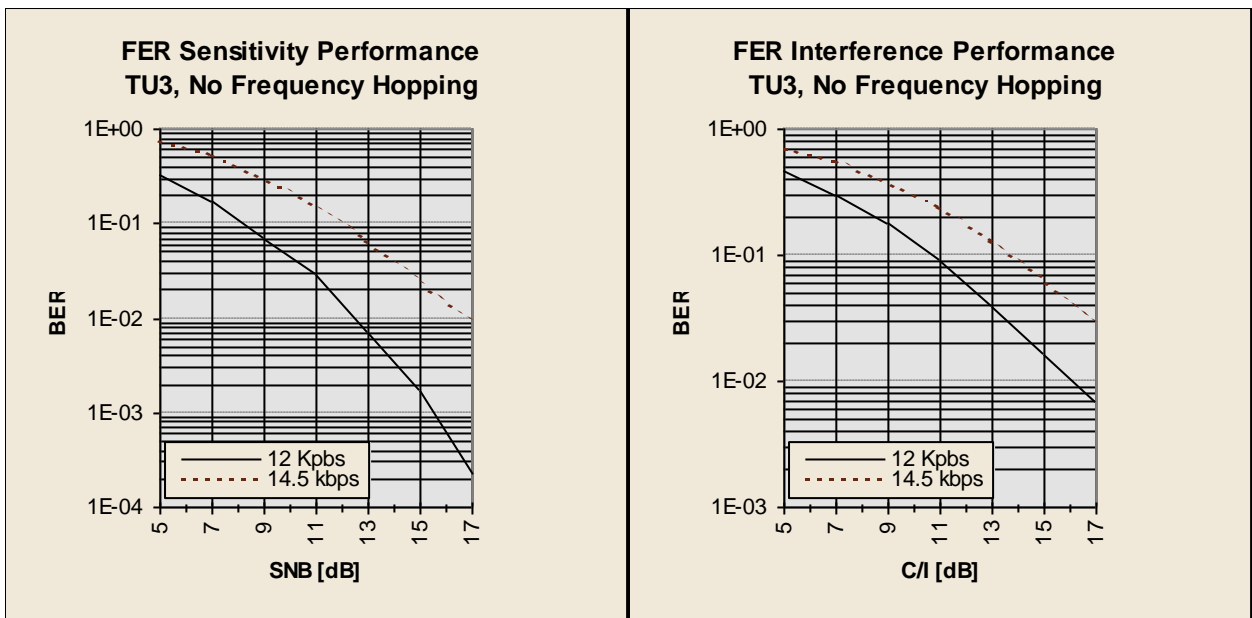 FER Sensitivity Performance
TU3, No Frequency Hopping
1E+00
1E-01
1E-02
1E-03
1E-04
BER
12 Kpbs
14.5 kbps
5
7
9
11
13
15
17
SNB [dB]
FER Interference Performance
TU3, No Frequency Hopping
1E+00
1E-01
1E-02
1E-03
BER
12 Kpbs
14.5 kbps
5
7
9
11
13
15
17
C/I [dB]